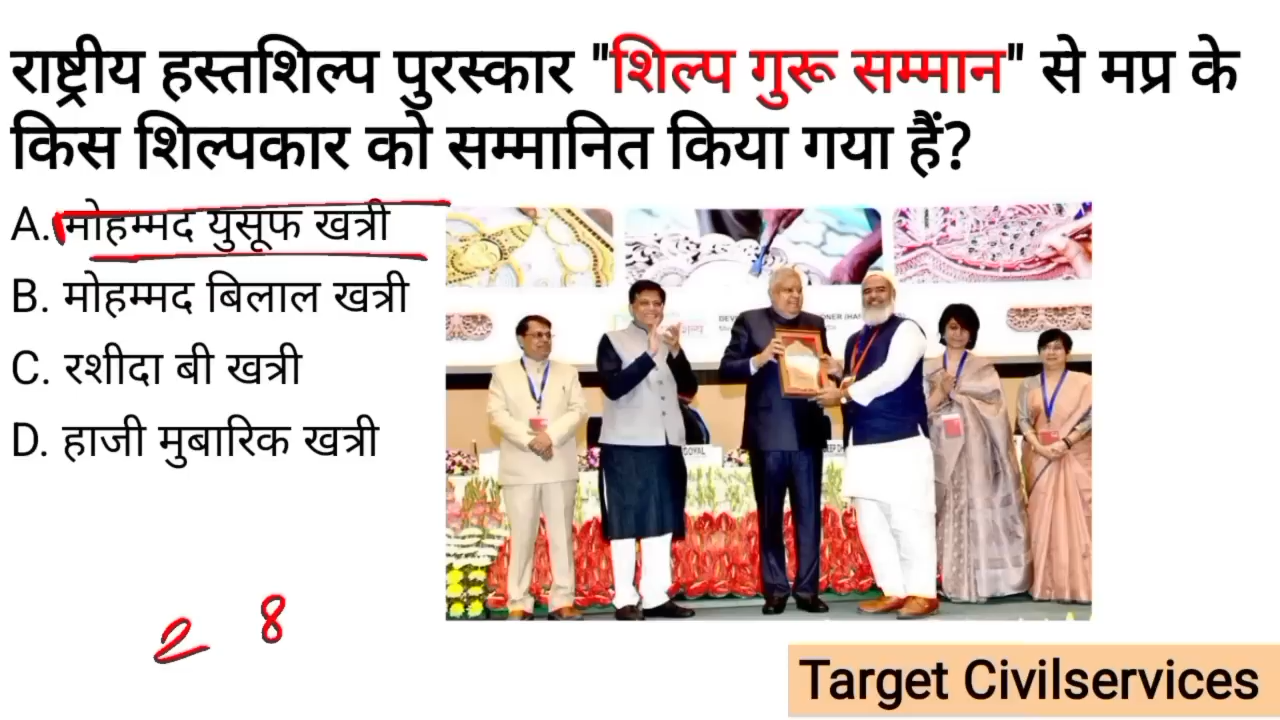 राष्ट्रीय हस्तशिल्प पुरस्कार "शिल्प गुरू सम्मान" से मप्र के
किस शिल्पकार को सम्मानित किया गया हैं?
A. मोहम्मद युसूफ खत्री
B. मोहम्मद बिलाल खत्री
C. रशीदा बी खत्री
D. हाजी मुबारिक खत्री
GOYAL
2 8
Target Civilservices